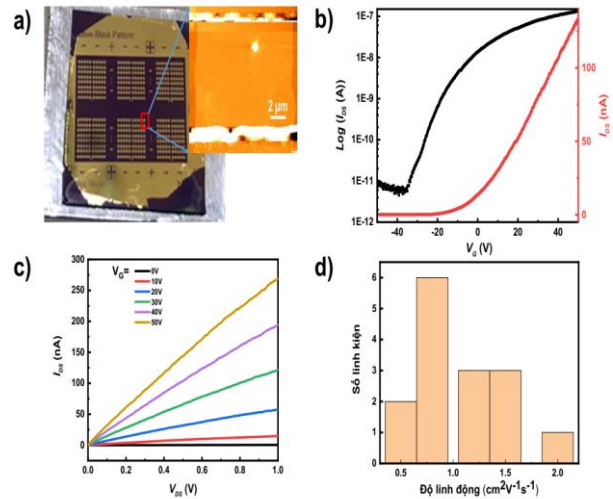 a)
Mask Pattern
2 μm
b)
1E-7
1E-8
1E-9
1E-10
1E-11
1E-12
Log (I_DS (A))
-40
-20
0
20
40
V_G (V)
100
50
0
I_DS (nA)
c)
V_G=
0V
10V
20V
30V
40V
50V
300
250
200
150
100
50
0
I_DS (nA)
0.0
0.2
0.4
0.6
0.8
1.0
V_DS (V)
d)
6
5
4
3
2
1
0
Số linh kiện
0.5
1.0
1.5
2.0
Độ linh động (cm²V⁻¹s⁻¹)